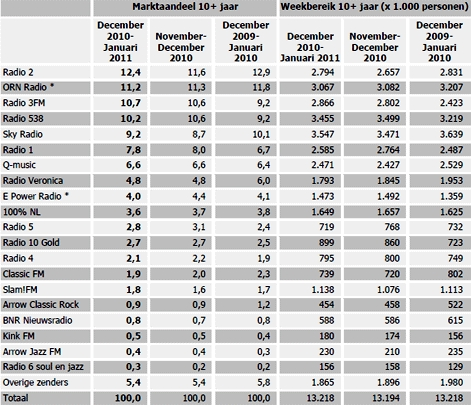 Marktaandeel 10+ jaar Weekbereik 10+ jaar (x 1.000 personen)
December 2010-Januari 2011 November-December 2010 December 2009-Januari 2010 December 2010-Januari 2011 November-December 2010 December 2009-Januari 2010
Radio 2 12,4 11,6 12,9 2.794 2.657 2.831
ORN Radio * 11,2 11,3 11,8 3.067 3.082 3.207
Radio 3FM 10,7 10,6 9,2 2.866 2.802 2.423
Radio 538 10,2 10,6 9,2 3.455 3.499 3.219
Sky Radio 9,2 8,7 10,1 3.547 3.471 3.639
Radio 1 7,8 8,0 6,7 2.585 2.764 2.487
Q-music 6,6 6,6 6,4 2.471 2.427 2.529
Radio Veronica 4,8 4,8 6,0 1.793 1.845 1.953
E Power Radio * 4,0 4,4 4,1 1.473 1.492 1.359
100% NL 3,6 3,7 3,8 1.649 1.657 1.625
Radio 5 2,8 3,1 2,4 719 768 732
Radio 10 Gold 2,7 2,7 2,5 899 860 723
Radio 4 2,1 2,2 1,9 795 800 749
Classic FM 1,9 2,0 2,3 739 720 802
Slam!FM 1,8 1,6 1,7 1.138 1.076 1.113
Arrow Classic Rock 0,9 0,9 1,2 454 458 522
BNR Nieuwsradio 0,8 0,7 0,8 588 586 615
Kink FM 0,5 0,5 0,4 180 174 156
Arrow Jazz FM 0,4 0,4 0,3 230 210 235
Radio 6 soul en jazz 0,3 0,2 0,2 156 158 129
Overige zenders 5,4 5,4 5,8 1.865 1.896 1.980
Totaal 100,0 100,0 100,0 13.218 13.194 13.218